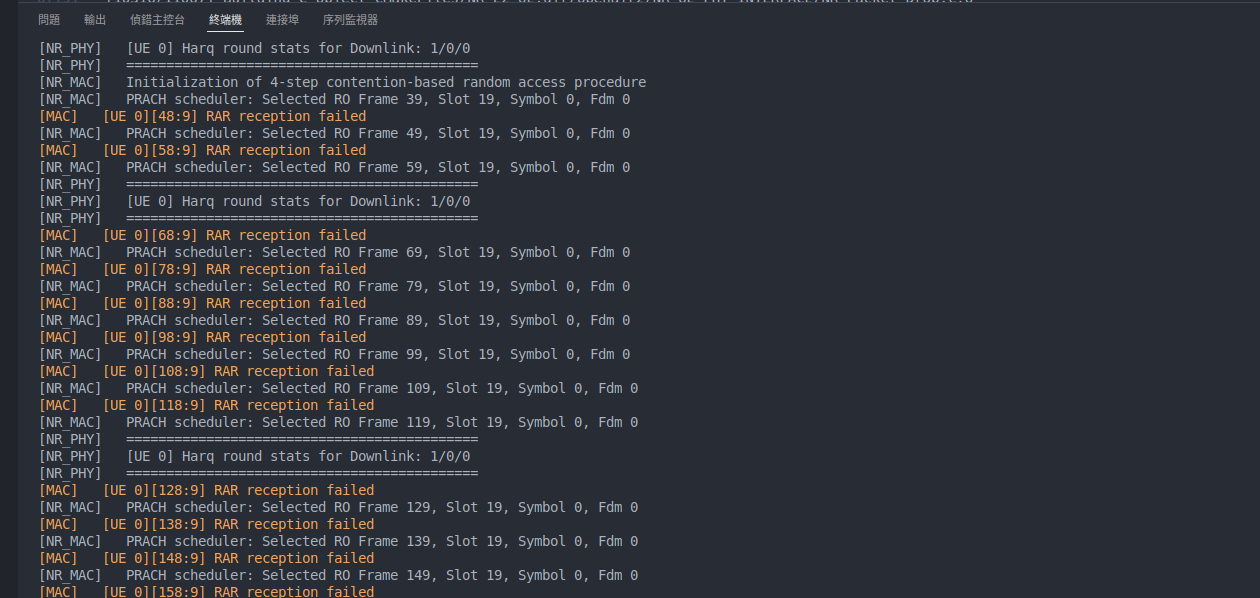 問題 輸出 偵錯主控台 終端機 連接埠 序列監視器
[NR_PHY] [UE 0] Harq round stats for Downlink: 1/0/0
[NR_PHY] ============================================
[NR_MAC] Initialization of 4-step contention-based random access procedure
[NR_MAC] PRACH scheduler: Selected RO Frame 39, Slot 19, Symbol 0, Fdm 0
[MAC] [UE 0][48:9] RAR reception failed
[NR_MAC] PRACH scheduler: Selected RO Frame 49, Slot 19, Symbol 0, Fdm 0
[MAC] [UE 0][58:9] RAR reception failed
[NR_MAC] PRACH scheduler: Selected RO Frame 59, Slot 19, Symbol 0, Fdm 0
[NR_PHY] ============================================
[NR_PHY] [UE 0] Harq round stats for Downlink: 1/0/0
[NR_PHY] ============================================
[MAC] [UE 0][68:9] RAR reception failed
[NR_MAC] PRACH scheduler: Selected RO Frame 69, Slot 19, Symbol 0, Fdm 0
[MAC] [UE 0][78:9] RAR reception failed
[NR_MAC] PRACH scheduler: Selected RO Frame 79, Slot 19, Symbol 0, Fdm 0
[MAC] [UE 0][88:9] RAR reception failed
[NR_MAC] PRACH scheduler: Selected RO Frame 89, Slot 19, Symbol 0, Fdm 0
[MAC] [UE 0][98:9] RAR reception failed
[NR_MAC] PRACH scheduler: Selected RO Frame 99, Slot 19, Symbol 0, Fdm 0
[MAC] [UE 0][108:9] RAR reception failed
[NR_MAC] PRACH scheduler: Selected RO Frame 109, Slot 19, Symbol 0, Fdm 0
[MAC] [UE 0][118:9] RAR reception failed
[NR_MAC] PRACH scheduler: Selected RO Frame 119, Slot 19, Symbol 0, Fdm 0
[NR_PHY] ============================================
[NR_PHY] [UE 0] Harq round stats for Downlink: 1/0/0
[NR_PHY] ============================================
[MAC] [UE 0][128:9] RAR reception failed
[NR_MAC] PRACH scheduler: Selected RO Frame 129, Slot 19, Symbol 0, Fdm 0
[MAC] [UE 0][138:9] RAR reception failed
[NR_MAC] PRACH scheduler: Selected RO Frame 139, Slot 19, Symbol 0, Fdm 0
[MAC] [UE 0][148:9] RAR reception failed
[NR_MAC] PRACH scheduler: Selected RO Frame 149, Slot 19, Symbol 0, Fdm 0
[MAC] [UE 0][158:9] RAR reception failed